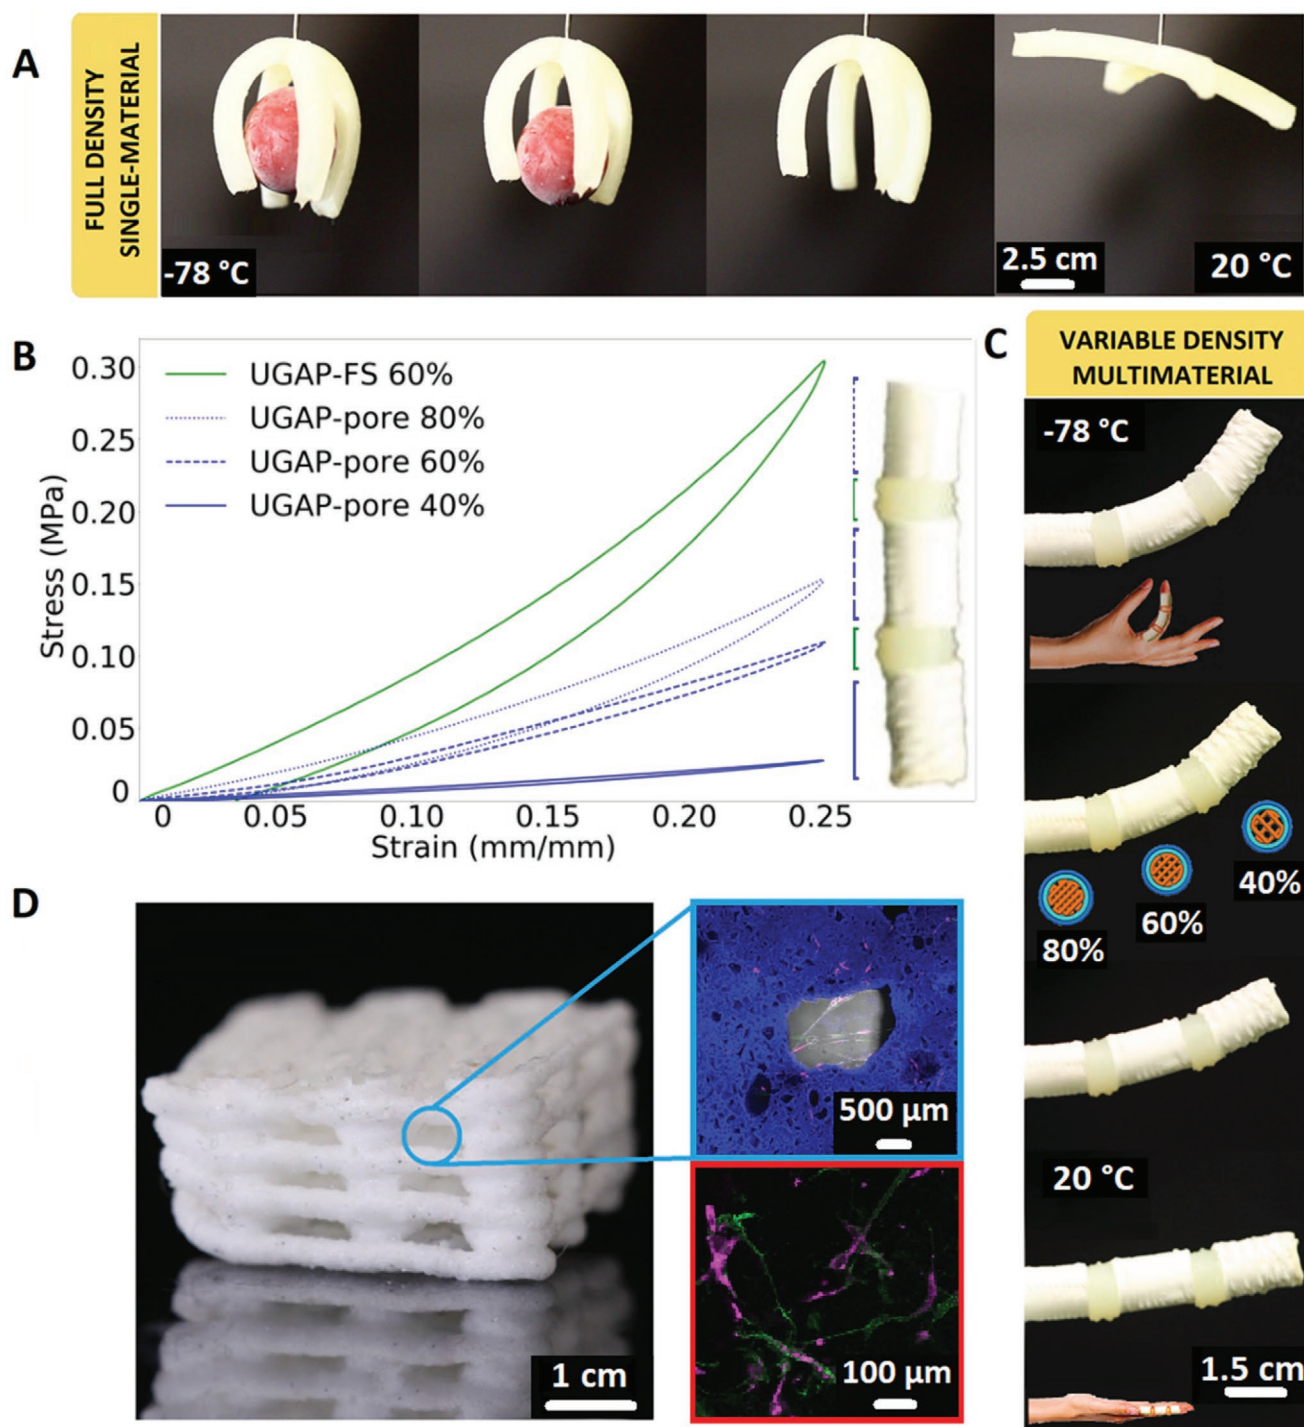 A
FULL DENSITY
SINGLE-MATERIAL
-78 °C
2.5 cm
20 °C
B
UGAP-FS 60%
UGAP-pore 80%
UGAP-pore 60%
UGAP-pore 40%
Stress (MPa)
0.30
0.25
0.20
0.15
0.10
0.05
0
0
0.05
0.10
0.15
0.20
0.25
Strain (mm/mm)
C
VARIABLE DENSITY
MULTIMATERIAL
-78 °C
40%
60%
80%
20 °C
1.5 cm
D
1 cm
500 µm
100 µm